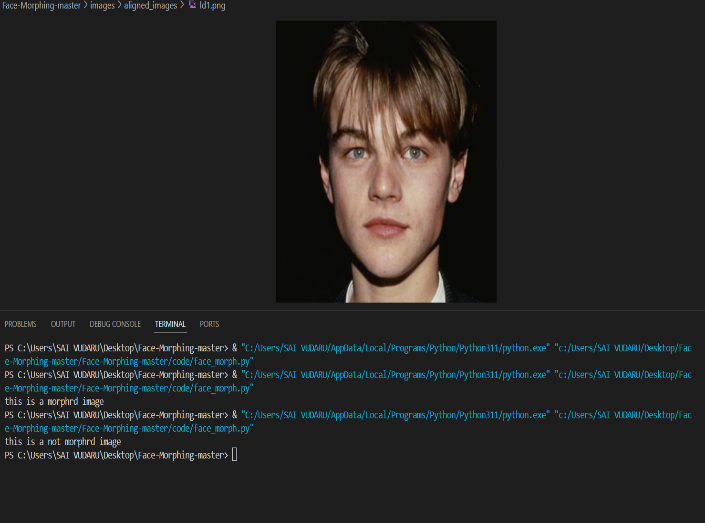 Face-Morphing-master > images > aligned_images > ld1.png
PROBLEMS OUTPUT DEBUG CONSOLE TERMINAL PORTS
PS C:\Users\SAI VUDARU\Desktop\Face-Morphing-master> & "C:/Users/SAI VUDARU/AppData/Local/Programs/Python/Python311/python.exe" "c:/Users/SAI VUDARU/Desktop/Fac
e-Morphing-master/Face-Morphing-master/code/face_morph.py"
PS C:\Users\SAI VUDARU\Desktop\Face-Morphing-master> & "C:/Users/SAI VUDARU/AppData/Local/Programs/Python/Python311/python.exe" "c:/Users/SAI VUDARU/Desktop/Fac
e-Morphing-master/Face-Morphing-master/code/face_morph.py"
this is a morphrd image
PS C:\Users\SAI VUDARU\Desktop\Face-Morphing-master> & "C:/Users/SAI VUDARU/AppData/Local/Programs/Python/Python311/python.exe" "c:/Users/SAI VUDARU/Desktop/Fac
e-Morphing-master/Face-Morphing-master/code/face_morph.py"
this is a not morphrd image
PS C:\Users\SAI VUDARU\Desktop\Face-Morphing-master>